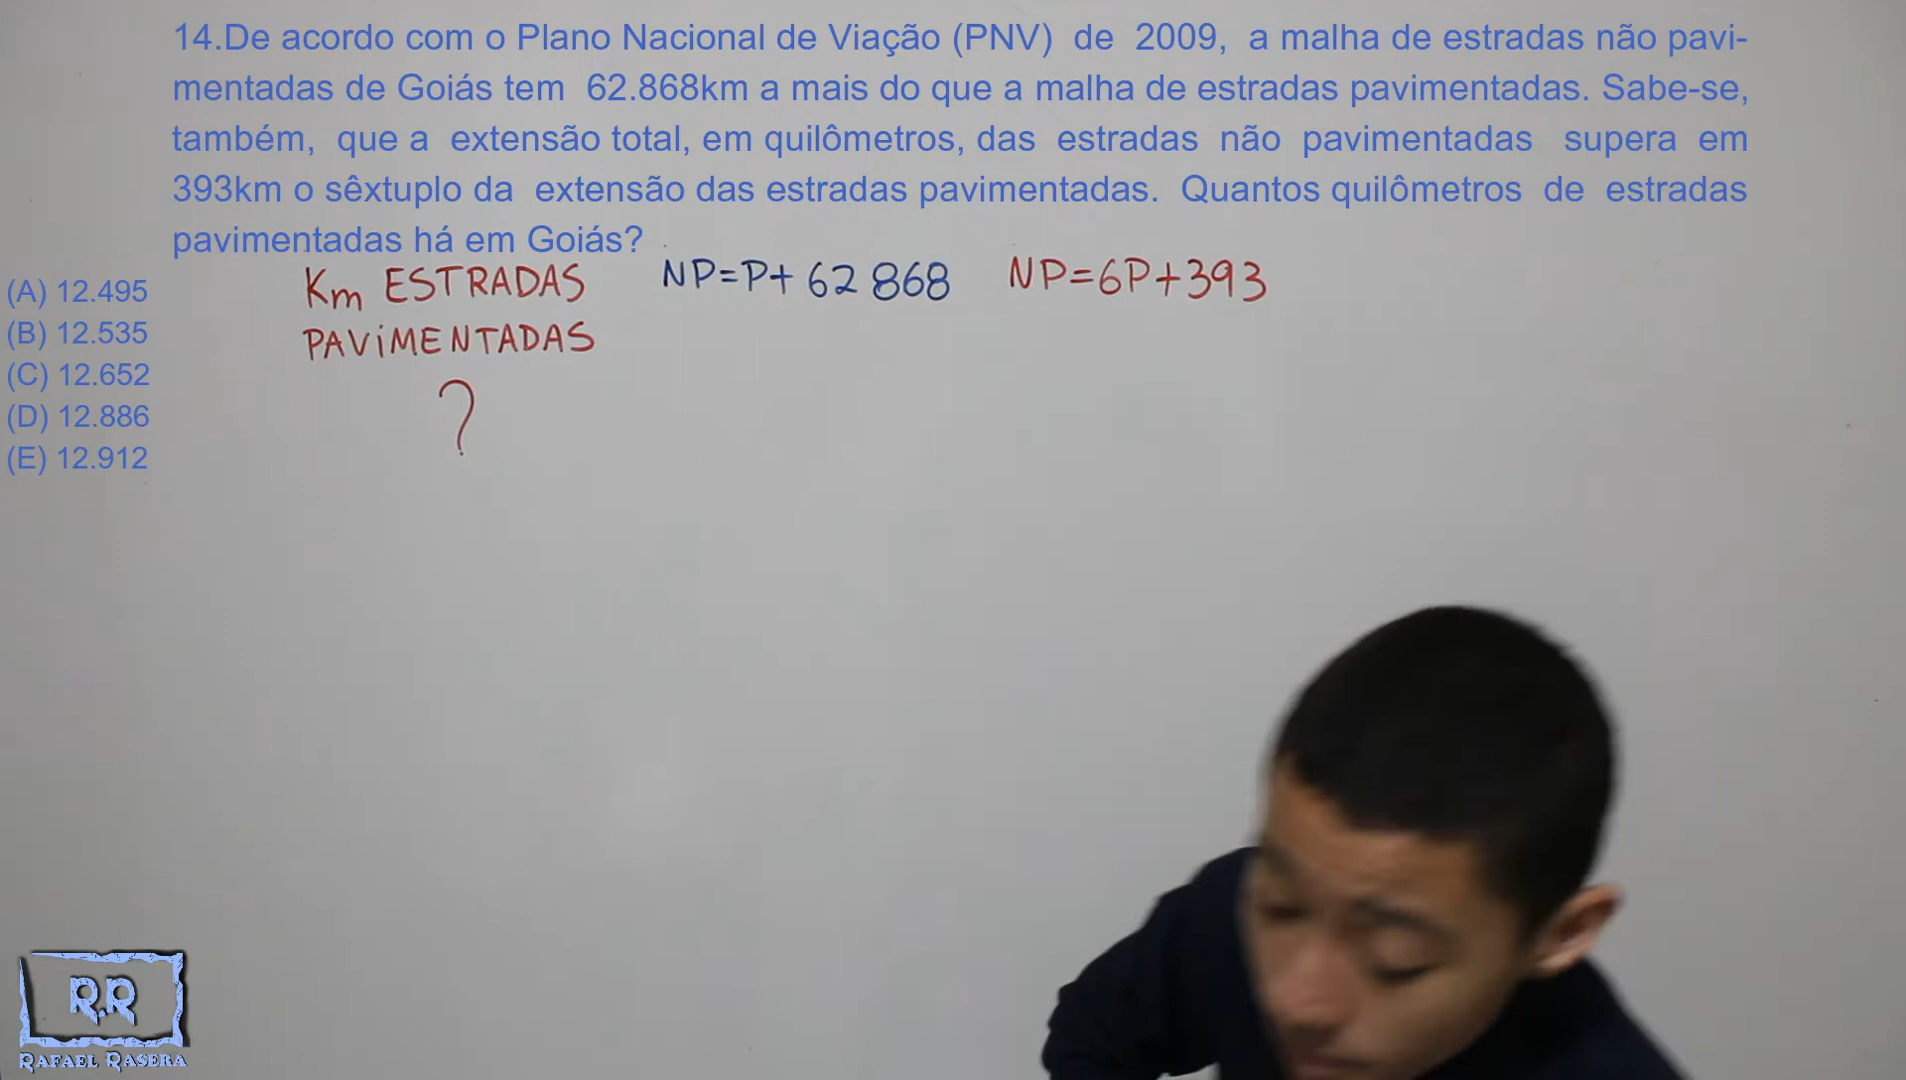 14.De acordo com o Plano Nacional de Viação (PNV) de 2009, a malha de estradas não pavi-
mentadas de Goiás tem 62.868km a mais do que a malha de estradas pavimentadas. Sabe-se,
também, que a extensão total, em quilômetros, das estradas não pavimentadas supera em
393km o sêxtuplo da extensão das estradas pavimentadas. Quantos quilômetros de estradas
pavimentadas há em Goiás?
(A) 12.495
(B) 12.535
(C) 12.652
(D) 12.886
(E) 12.912
Km ESTRADAS
PAViMENTADAS
?
NP=P+ 62 868
NP=6P+393
R.R
RAFAEL RASERA